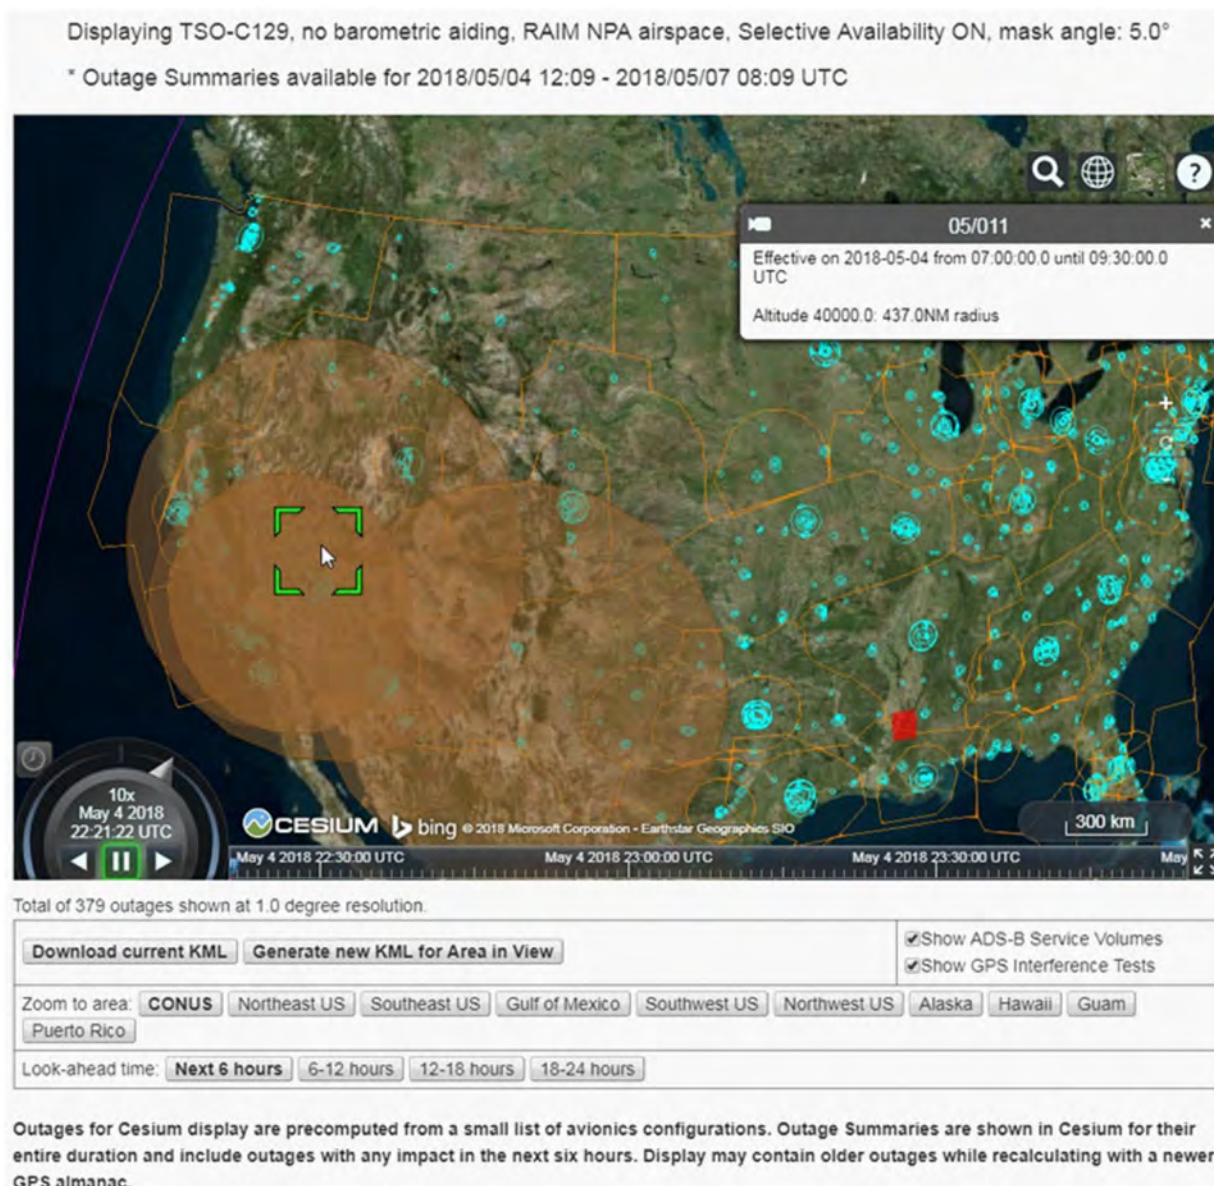 Displaying TSO-C129, no barometric aiding, RAIM NPA airspace, Selective Availability ON, mask angle: 5.0°
* Outage Summaries available for 2018/05/04 12:09 - 2018/05/07 08:09 UTC
?
05/011 ×
Effective on 2018-05-04 from 07:00:00.0 until 09:30:00.0
UTC
Altitude 40000.0: 437.0NM radius
10x
May 4 2018
22:21:22 UTC
CESIUM bing © 2018 Microsoft Corporation - Earthstar Geographics SIO
300 km
May 4 2018 22:30:00 UTC May 4 2018 23:00:00 UTC May 4 2018 23:30:00 UTC May
Total of 379 outages shown at 1.0 degree resolution.
Download current KML Generate new KML for Area in View
Show ADS-B Service Volumes
Show GPS Interference Tests
Zoom to area: CONUS Northeast US Southeast US Gulf of Mexico Southwest US Northwest US Alaska Hawaii Guam
Puerto Rico
Look-ahead time: Next 6 hours 6-12 hours 12-18 hours 18-24 hours
Outages for Cesium display are precomputed from a small list of avionics configurations. Outage Summaries are shown in Cesium for their
entire duration and include outages with any impact in the next six hours. Display may contain older outages while recalculating with a newer
GPS almanac.